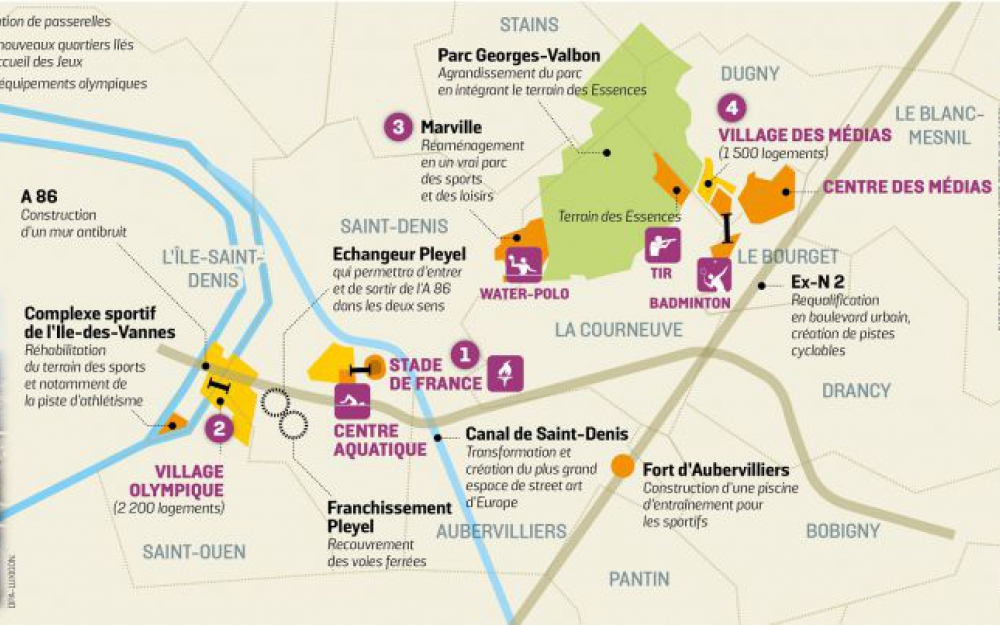 tion de passerelles
nouveaux quartiers liés
ccueil des Jeux
équipements olympiques
STAINS
Parc Georges-Valbon
Agrandissement du parc
en intégrant le terrain des Essences
DUGNY
LE BLANC-
MESNIL
3
Marville
Réaménagement
en un vrai parc
des sports
et des loisirs
4
VILLAGE DES MÉDIAS
(1 500 logements)
CENTRE DES MÉDIAS
A 86
Construction
d'un mur antibruit
L'ÎLE-SAINT-
DENIS
SAINT-DENIS
Terrain des Essences
Echangeur Pleyel
qui permettra d'entrer
et de sortir de l'A 86
dans les deux sens
WATER-POLO
TIR
BADMINTON
LE BOURGET
Ex-N 2
Requalification
en boulevard urbain,
création de pistes
cyclables
Complexe sportif
de l'Ile-des-Vannes
Réhabilitation
du terrain des sports
et notamment de
la piste d'athlétisme
LA COURNEUVE
1
STADE
DE FRANCE
DRANCY
2
VILLAGE
OLYMPIQUE
(2 200 logements)
CENTRE
AQUATIQUE
Canal de Saint-Denis
Transformation et
création du plus grand
espace de street art
d'Europe
Fort d'Aubervilliers
Construction d'une piscine
d'entraînement pour
les sportifs
Franchissement
Pleyel
Recouvrement
des voies ferrées
AUBERVILLIERS
BOBIGNY
SAINT-OUEN
PANTIN